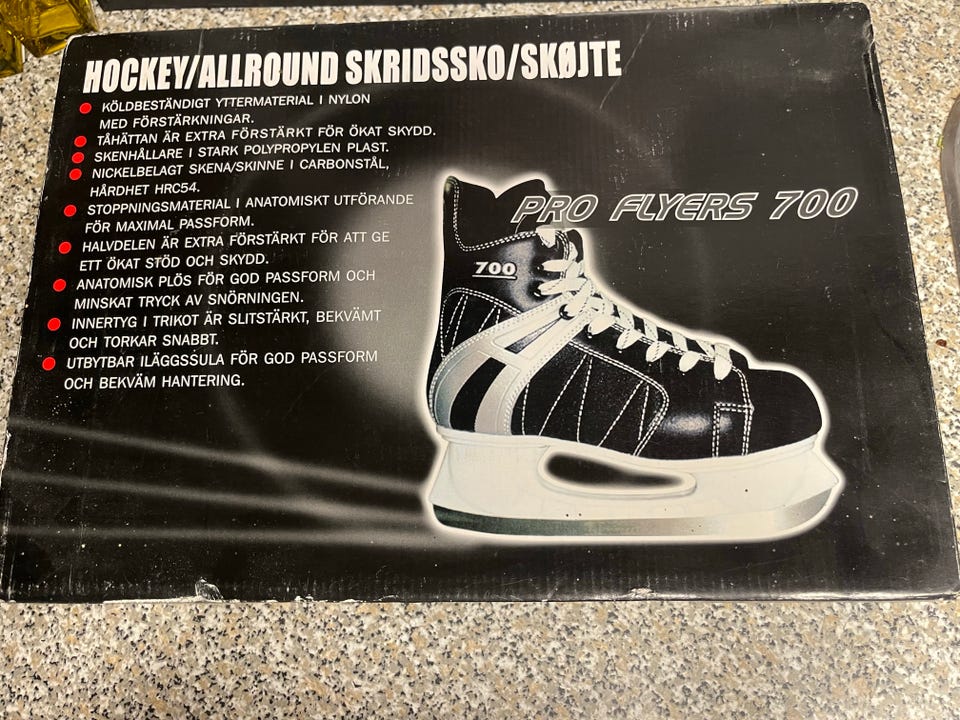 HOCKEY/ALLROUND SKRIDSSKO/SKØJTE
KÖLDBESTÄNDIGT YTTERMATERIAL I NYLON
MED FÖRSTÄRKNINGAR.
TÅHÄTTAN ÄR EXTRA FÖRSTÄRKT FÖR ÖKAT SKYDD.
SKENHÅLLARE I STARK POLYPROPYLEN PLAST.
NICKELBELAGT SKENA/SKINNE I CARBONSTÅL,
HÅRDHET HRC54.
STOPPNINGSMATERIAL I ANATOMISKT UTFÖRANDE
FÖR MAXIMAL PASSFORM.
HALVDELEN ÄR EXTRA FÖRSTÄRKT FÖR ATT GE
ETT ÖKAT STÖD OCH SKYDD.
ANATOMISK PLÖS FÖR GOD PASSFORM OCH
MINSKAT TRYCK AV SNÖRNINGEN.
INNERTYG I TRIKOT ÄR SLITSTÄRKT, BEKVÄMT
OCH TORKAR SNABBT.
UTBYTBAR ILÄGGSSULA FÖR GOD PASSFORM
OCH BEKVÄM HANTERING.
PRO FLYERS 700
700